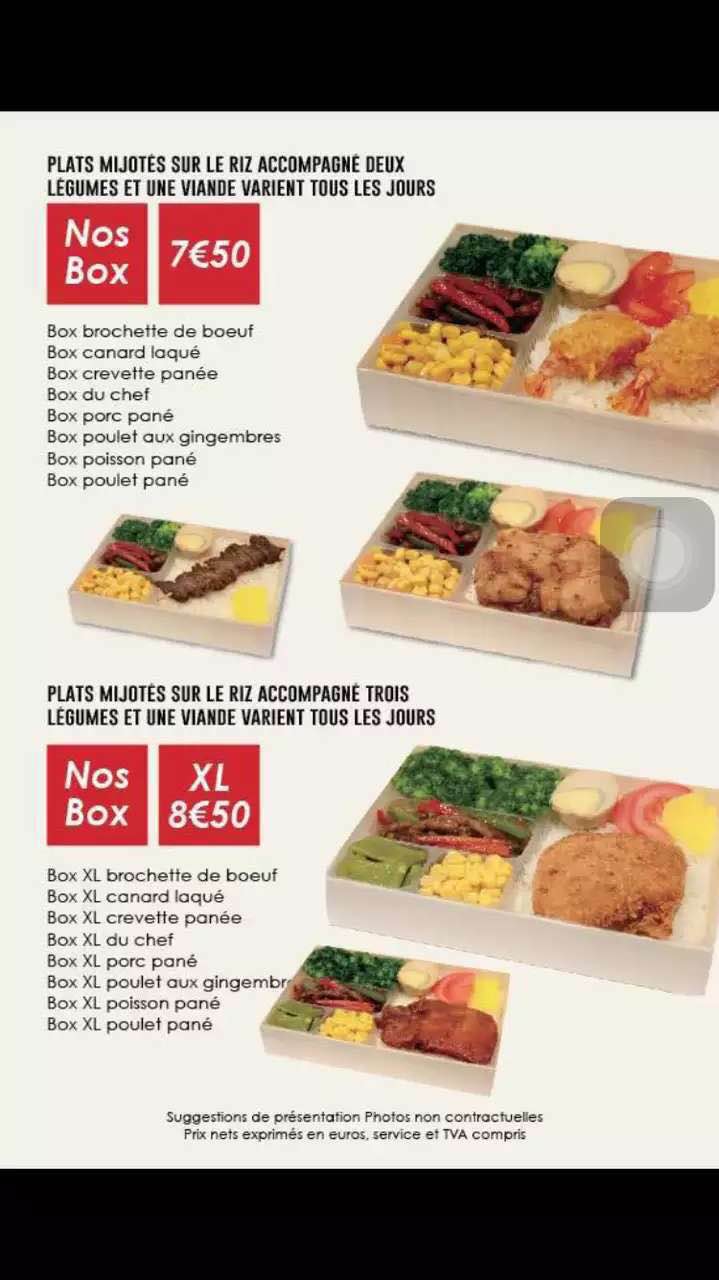 PLATS MIJOTÉS SUR LE RIZ ACCOMPAGNÉ DEUX
LÉGUMES ET UNE VIANDE VARIENT TOUS LES JOURS
Nos
Box
7€50
Box brochette de boeuf
Box canard laqué
Box crevette panée
Box du chef
Box porc pané
Box poulet aux gingembres
Box poisson pané
Box poulet pané
PLATS MIJOTÉS SUR LE RIZ ACCOMPAGNÉ TROIS
LÉGUMES ET UNE VIANDE VARIENT TOUS LES JOURS
Nos
Box
XL
8€50
Box XL brochette de boeuf
Box XL canard laqué
Box XL crevette panée
Box XL du chef
Box XL porc pané
Box XL poulet aux gingembr
Box XL poisson pané
Box XL poulet pané
Suggestions de présentation Photos non contractuelles
Prix nets exprimés en euros, service et TVA compris